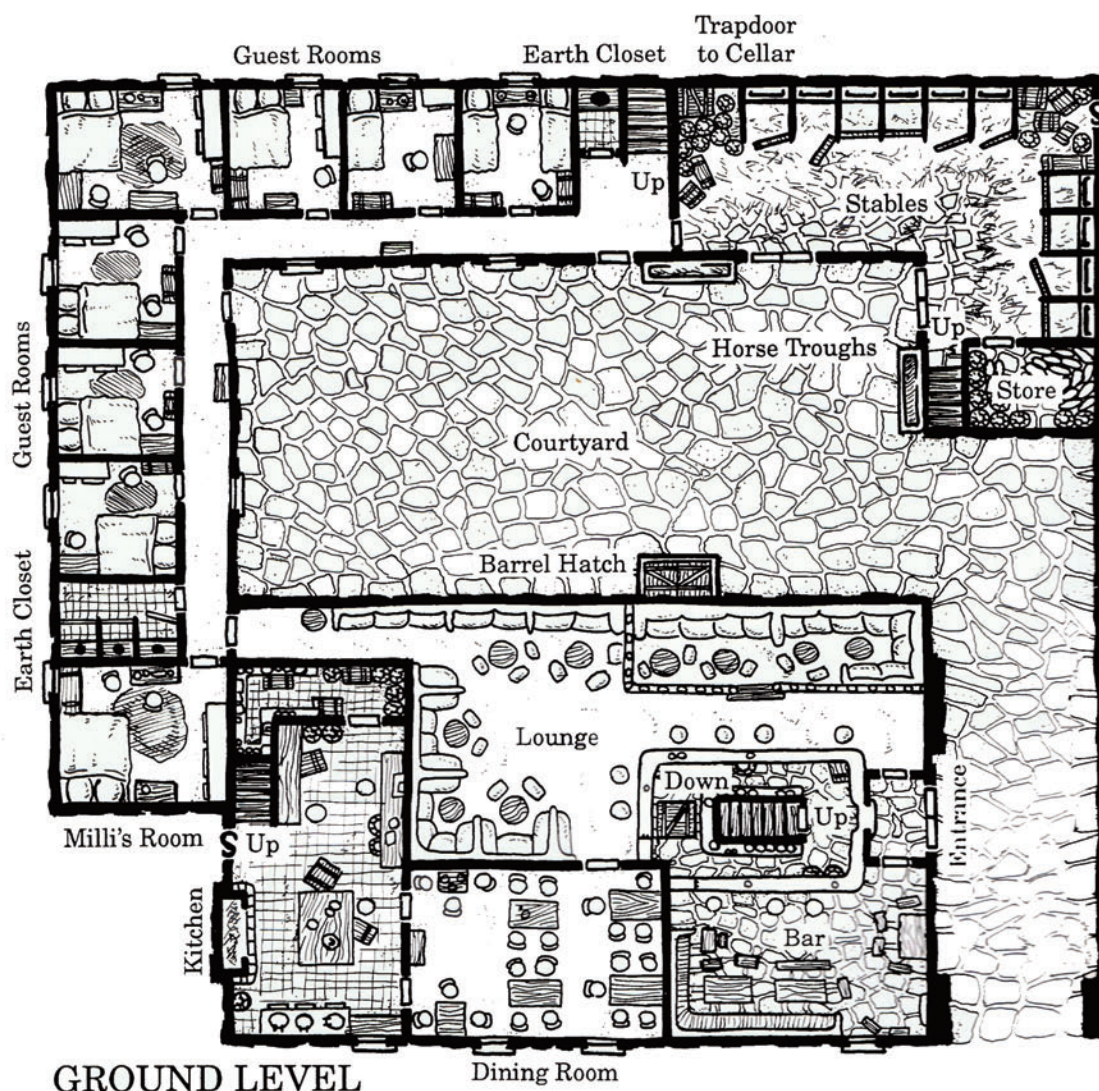 Trapdoor
to Cellar
Guest Rooms
Earth Closet
S
Up
Stables
Up
Horse Troughs
Store
Guest Rooms
Courtyard
Barrel Hatch
Earth Closet
Lounge
Down
Up
Entrance
Milli's Room
S
Up
Kitchen
Bar
Dining Room
GROUND LEVEL